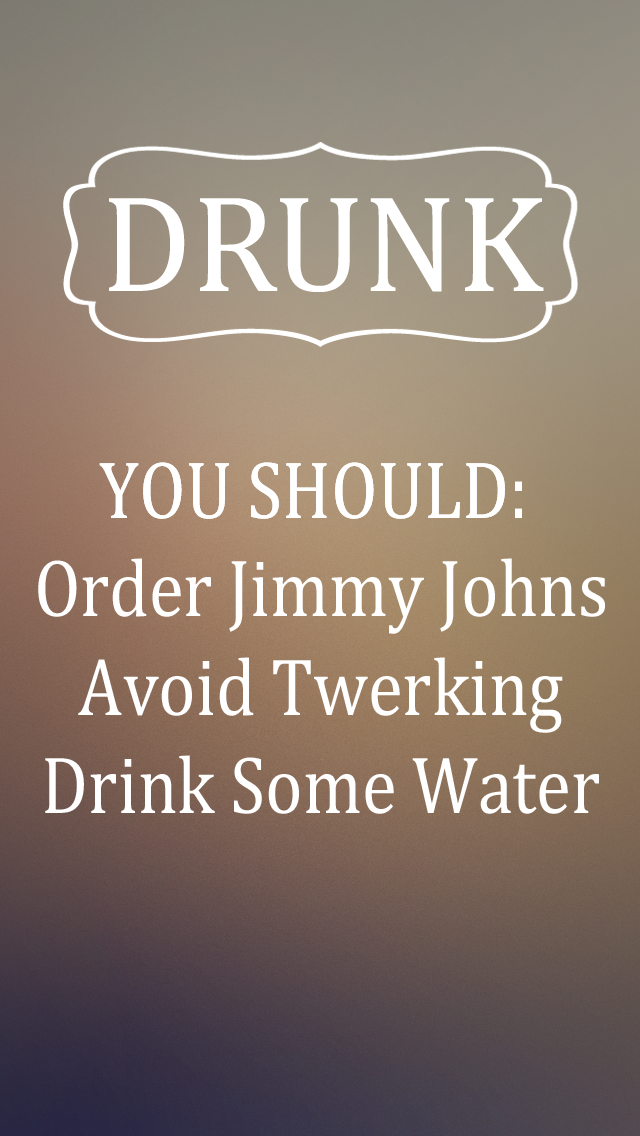 DRUNK
YOU SHOULD:
Order Jimmy Johns
Avoid Twerking
Drink Some Water